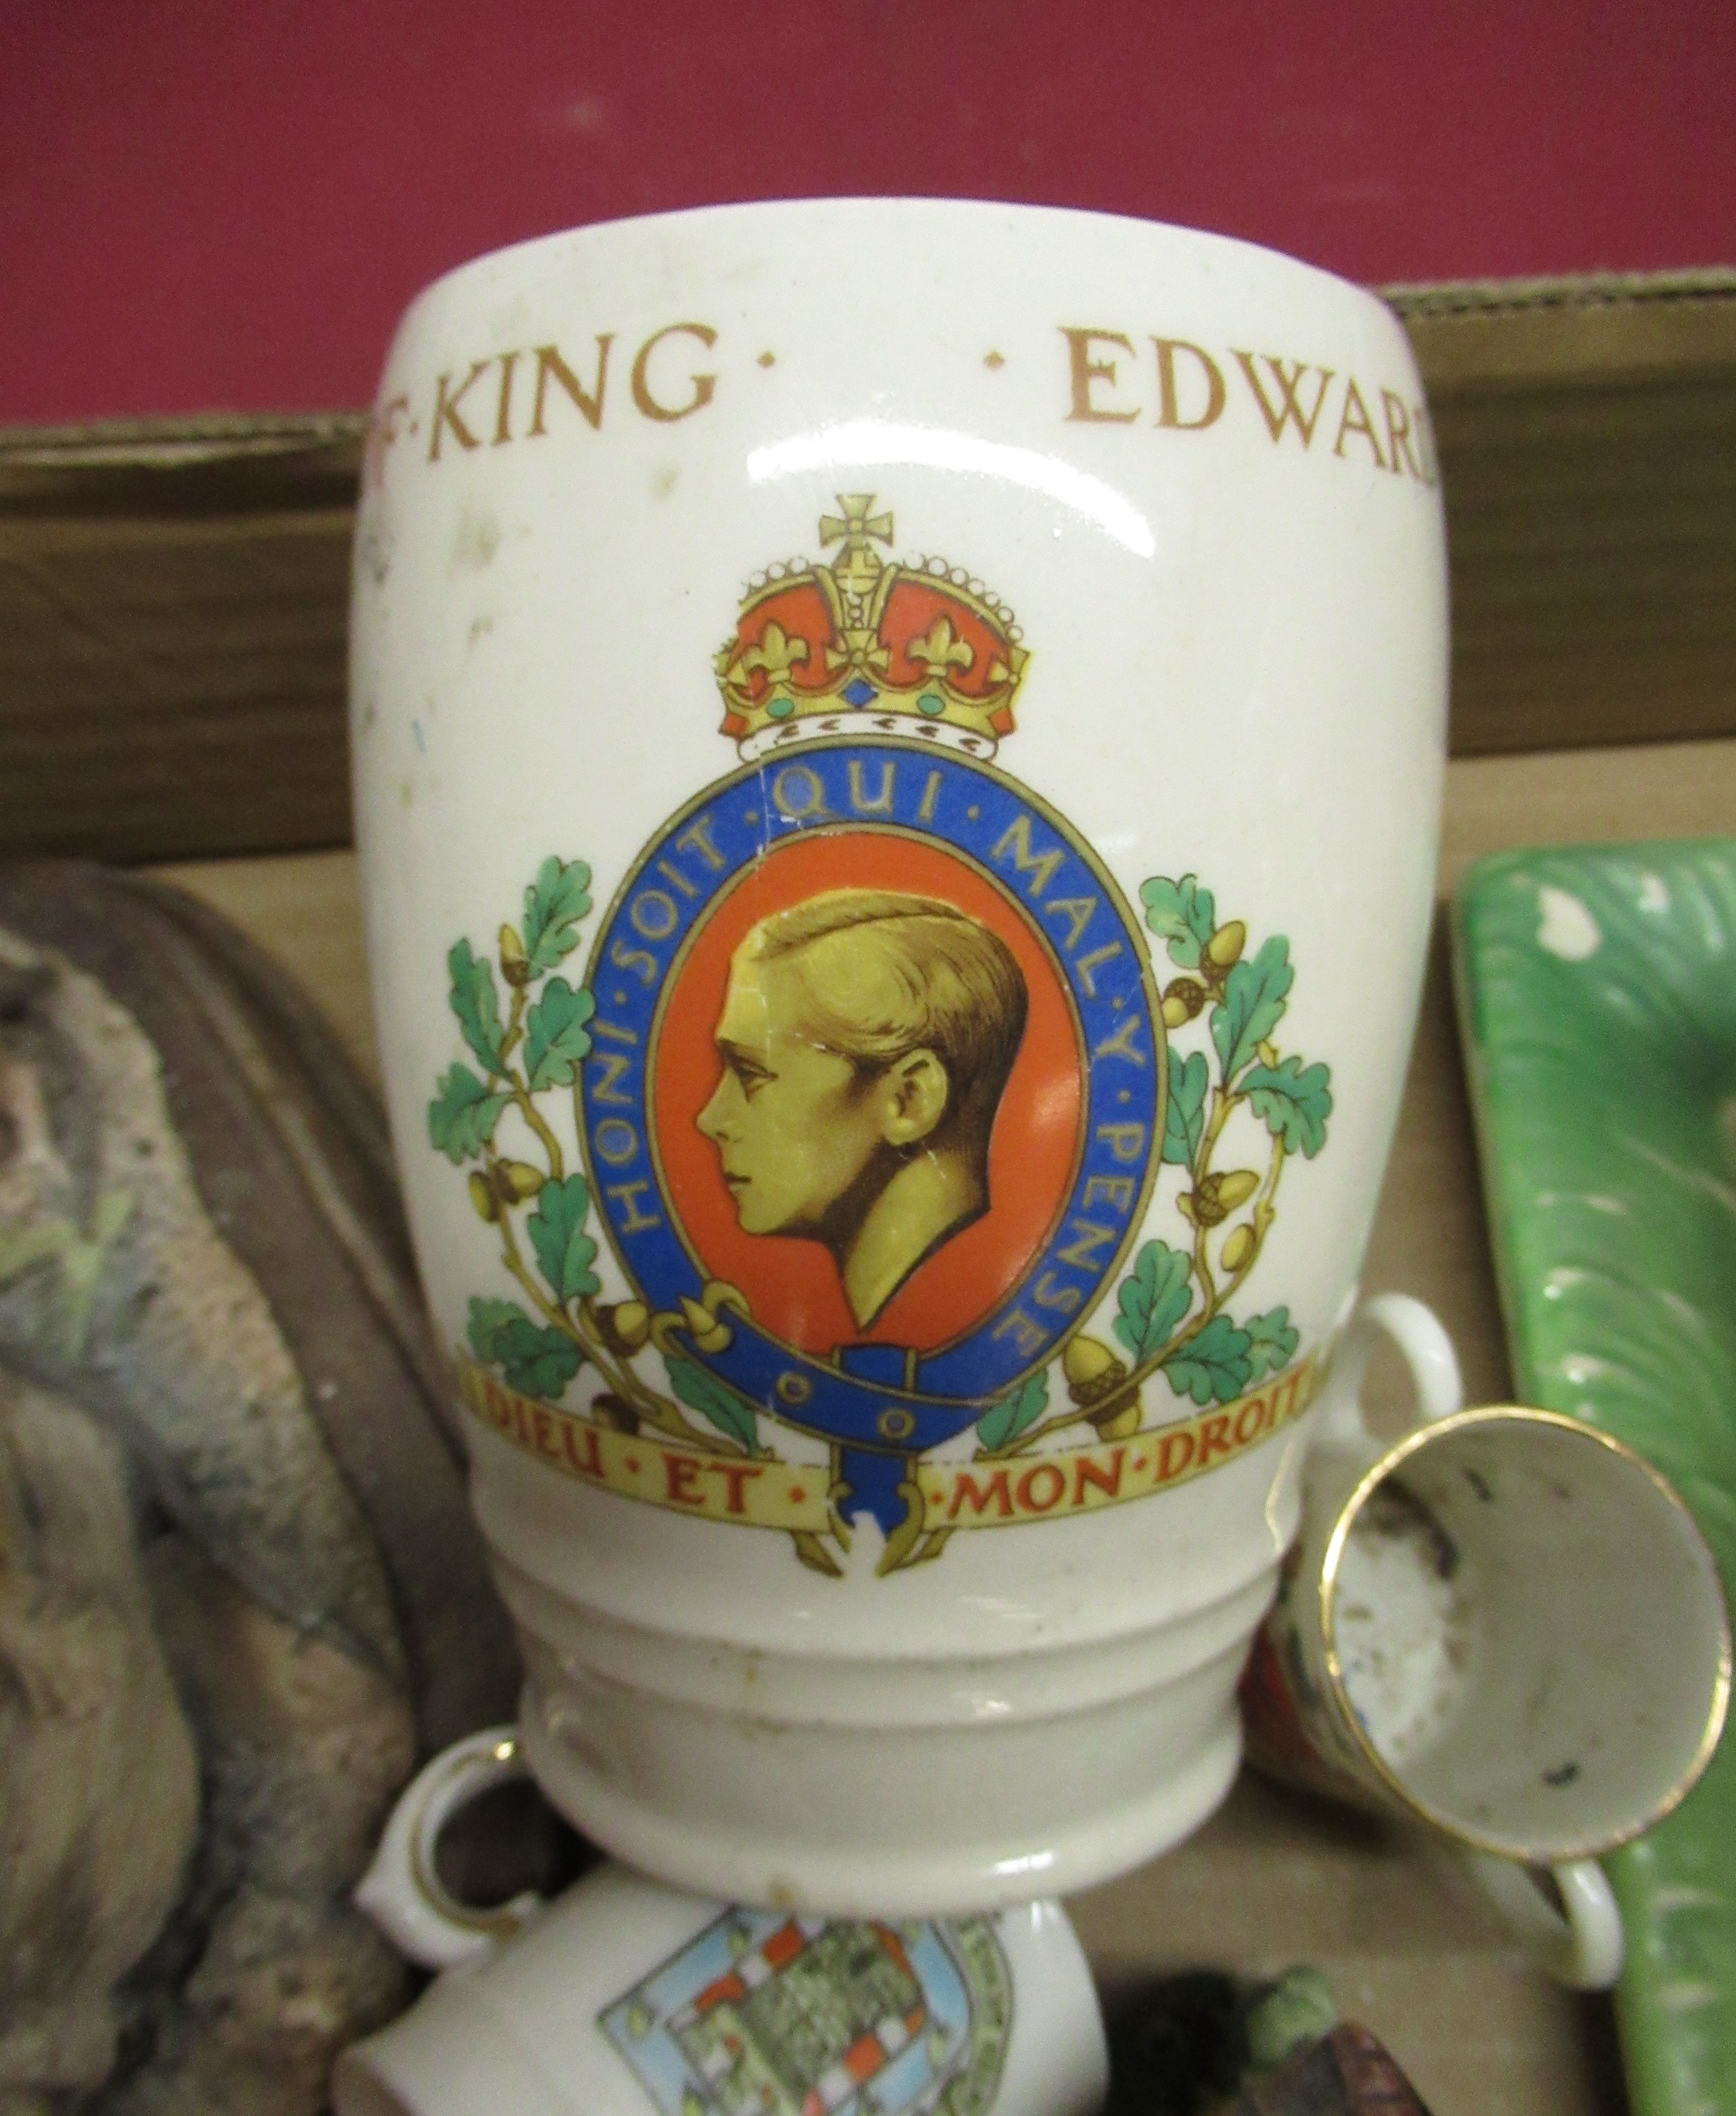 F·KING· ·EDWAR
HONI·SOIT·QUI·MAL·Y·PENSE
DIEU·ET· ·MON·DROIT